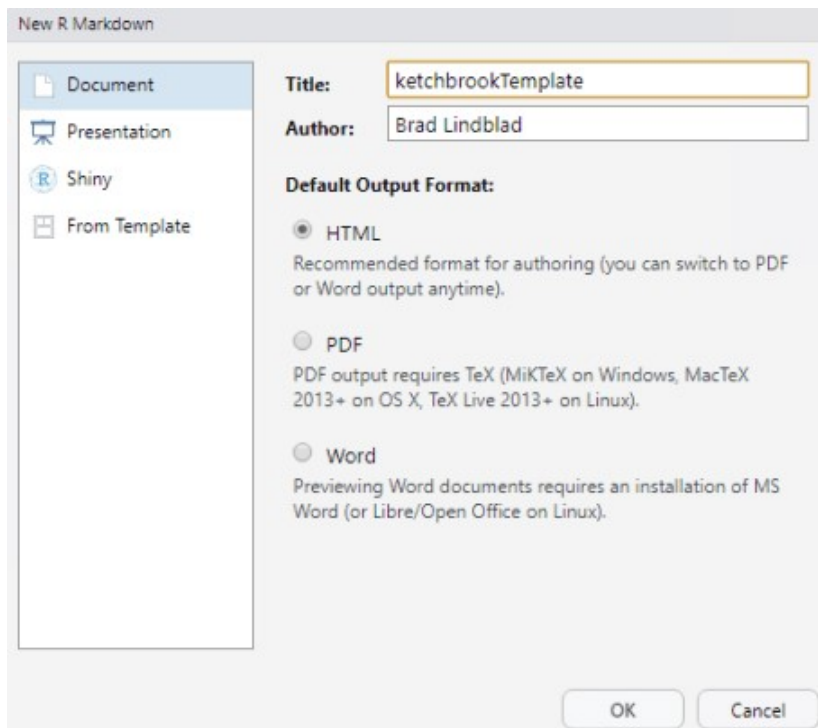 New R Markdown
Document
Presentation
R Shiny
From Template
Title: ketchbrookTemplate
Author: Brad Lindblad
Default Output Format:
HTML
Recommended format for authoring (you can switch to PDF
or Word output anytime).
PDF
PDF output requires TeX (MiKTeX on Windows, MacTeX
2013+ on OS X, TeX Live 2013+ on Linux).
Word
Previewing Word documents requires an installation of MS
Word (or Libre/Open Office on Linux).
OK Cancel